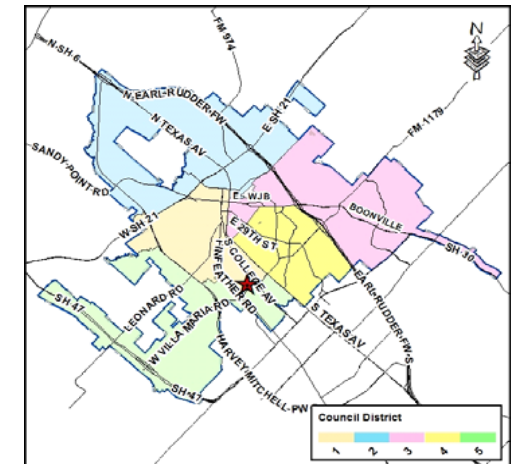 N
FM 974
N-SH-6
N-EARL-RUDDER-FW
E SH 21
N TEXAS AV
FM-1179
SANDY-POINT-RD
E WJB
W-SH 21
BOONVILLE
E 29TH ST
SH-30
S-COLLEGE-AV
FINFEATHER RD
LEONARD RD
SH 47
W VILLA MARIA-RD
S TEXAS AV
EARL-RUDDER-FW-S
HARVEY-MITCHELL-PW
SH-47
Council District
1 2 3 4 5